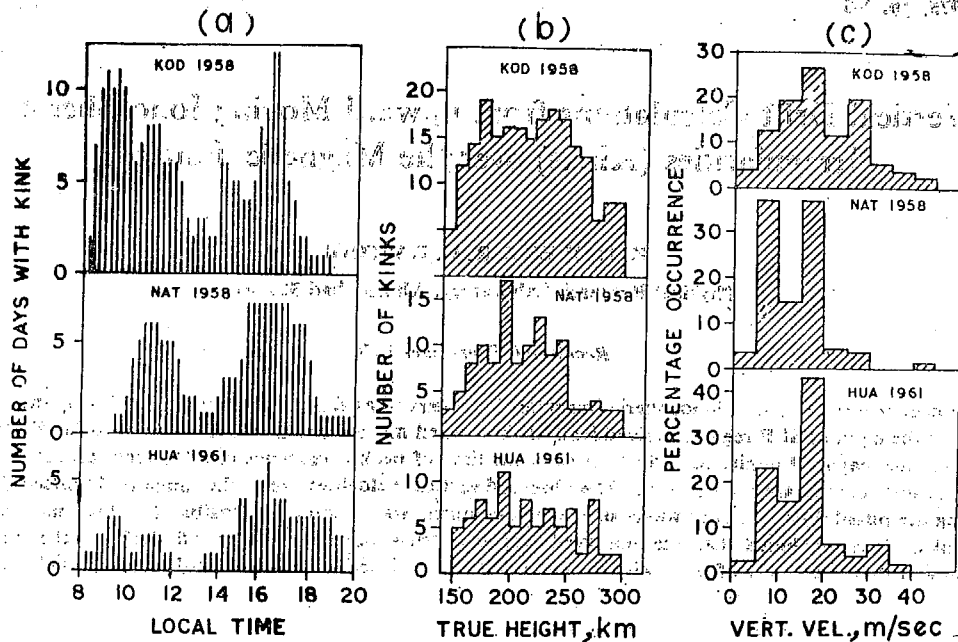 (a)
(b)
(c)
KOD 1958
NAT 1958
HUA 1961
10
5
0
5
0
5
0
NUMBER OF DAYS WITH KINK
8
10
12
14
16
18
20
LOCAL TIME
KOD 1958
NAT 1958
HUA 1961
20
15
10
15
10
5
0
10
5
0
NUMBER OF KINKS
150
200
250
300
TRUE HEIGHT, km
KOD 1958
NAT 1958
HUA 1961
30
20
10
0
30
20
10
0
40
30
20
10
0
PERCENTAGE OCCURRENCE
0
10
20
30
40
VERT. VEL., m/sec